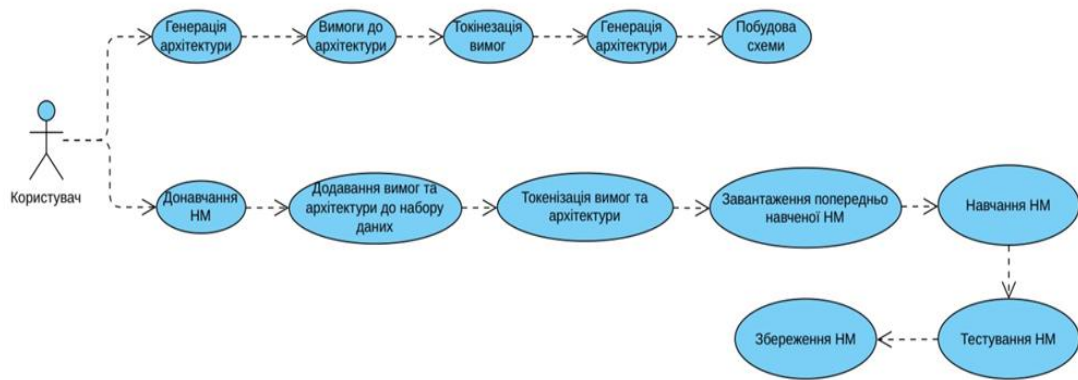 Генерація
архітектури
Вимоги до
архітектури
Токінезація
вимог
Генерація
архітектури
Побудова
схеми
Користувач
Донавчання
НМ
Додавання вимог та
архітектури до набору
даних
Токенізація вимог та
архітектури
Завантаження попередньо
навченої НМ
Навчання НМ
Збереження НМ
Тестування НМ